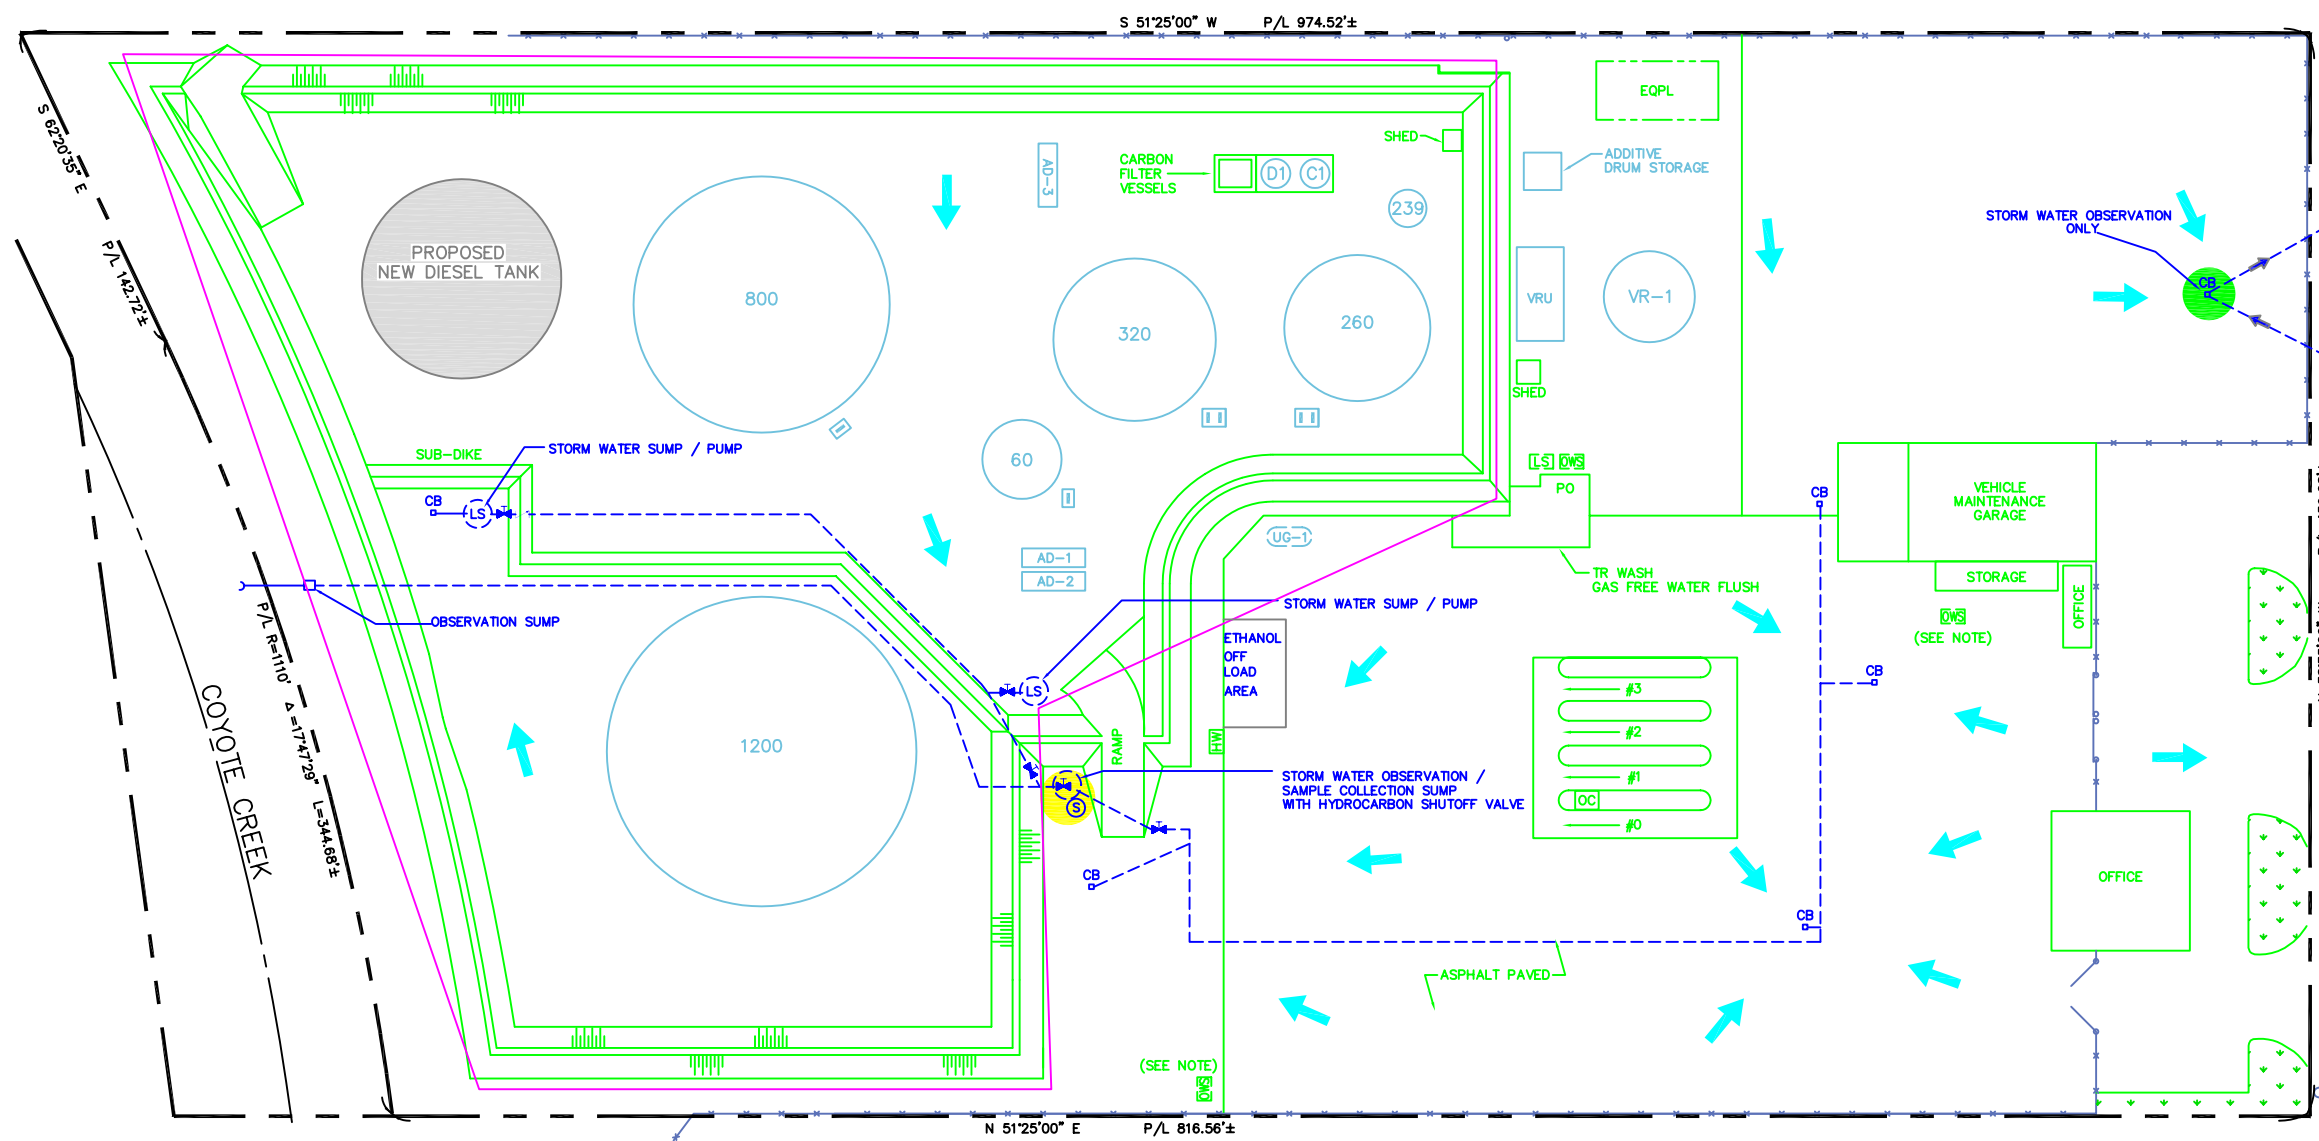 S 51°25'00" W P/L 974.52'±
S 62°20'35" E
P/L 142.72'±
P/L R=1110' Δ=17°47'29" L=344.68'±
COYOTE CREEK
PROPOSED
NEW DIESEL TANK
800
AD-3
CARBON
FILTER
VESSELS
D1
C1
SHED
239
EQPL
ADDITIVE
DRUM STORAGE
STORM WATER OBSERVATION
ONLY
CB
320
260
VRU
VR-1
SHED
60
SUB-DIKE
STORM WATER SUMP / PUMP
CB
LS
LS
OWS
PO
CB
VEHICLE
MAINTENANCE
GARAGE
UG-1
AD-1
AD-2
TR WASH
GAS FREE WATER FLUSH
STORAGE
OFFICE
OWS
(SEE NOTE)
OBSERVATION SUMP
STORM WATER SUMP / PUMP
ETHANOL
OFF
LOAD
AREA
LS
CB
#3
#2
#1
OC
#0
1200
RAMP
HW
STORM WATER OBSERVATION /
SAMPLE COLLECTION SUMP
WITH HYDROCARBON SHUTOFF VALVE
S
CB
CB
OFFICE
ASPHALT PAVED
(SEE NOTE)
OWS
N 51°25'00" E P/L 816.56'±